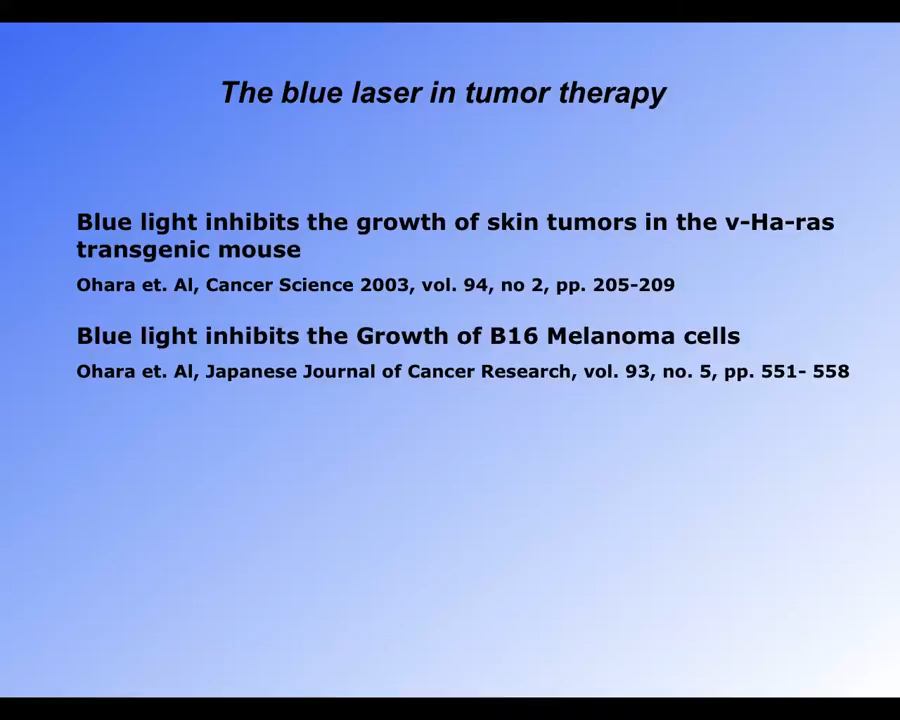 The blue laser in tumor therapy
Blue light inhibits the growth of skin tumors in the v-Ha-ras
transgenic mouse
Ohara et. Al, Cancer Science 2003, vol. 94, no 2, pp. 205-209
Blue light inhibits the Growth of B16 Melanoma cells
Ohara et. Al, Japanese Journal of Cancer Research, vol. 93, no. 5, pp. 551- 558